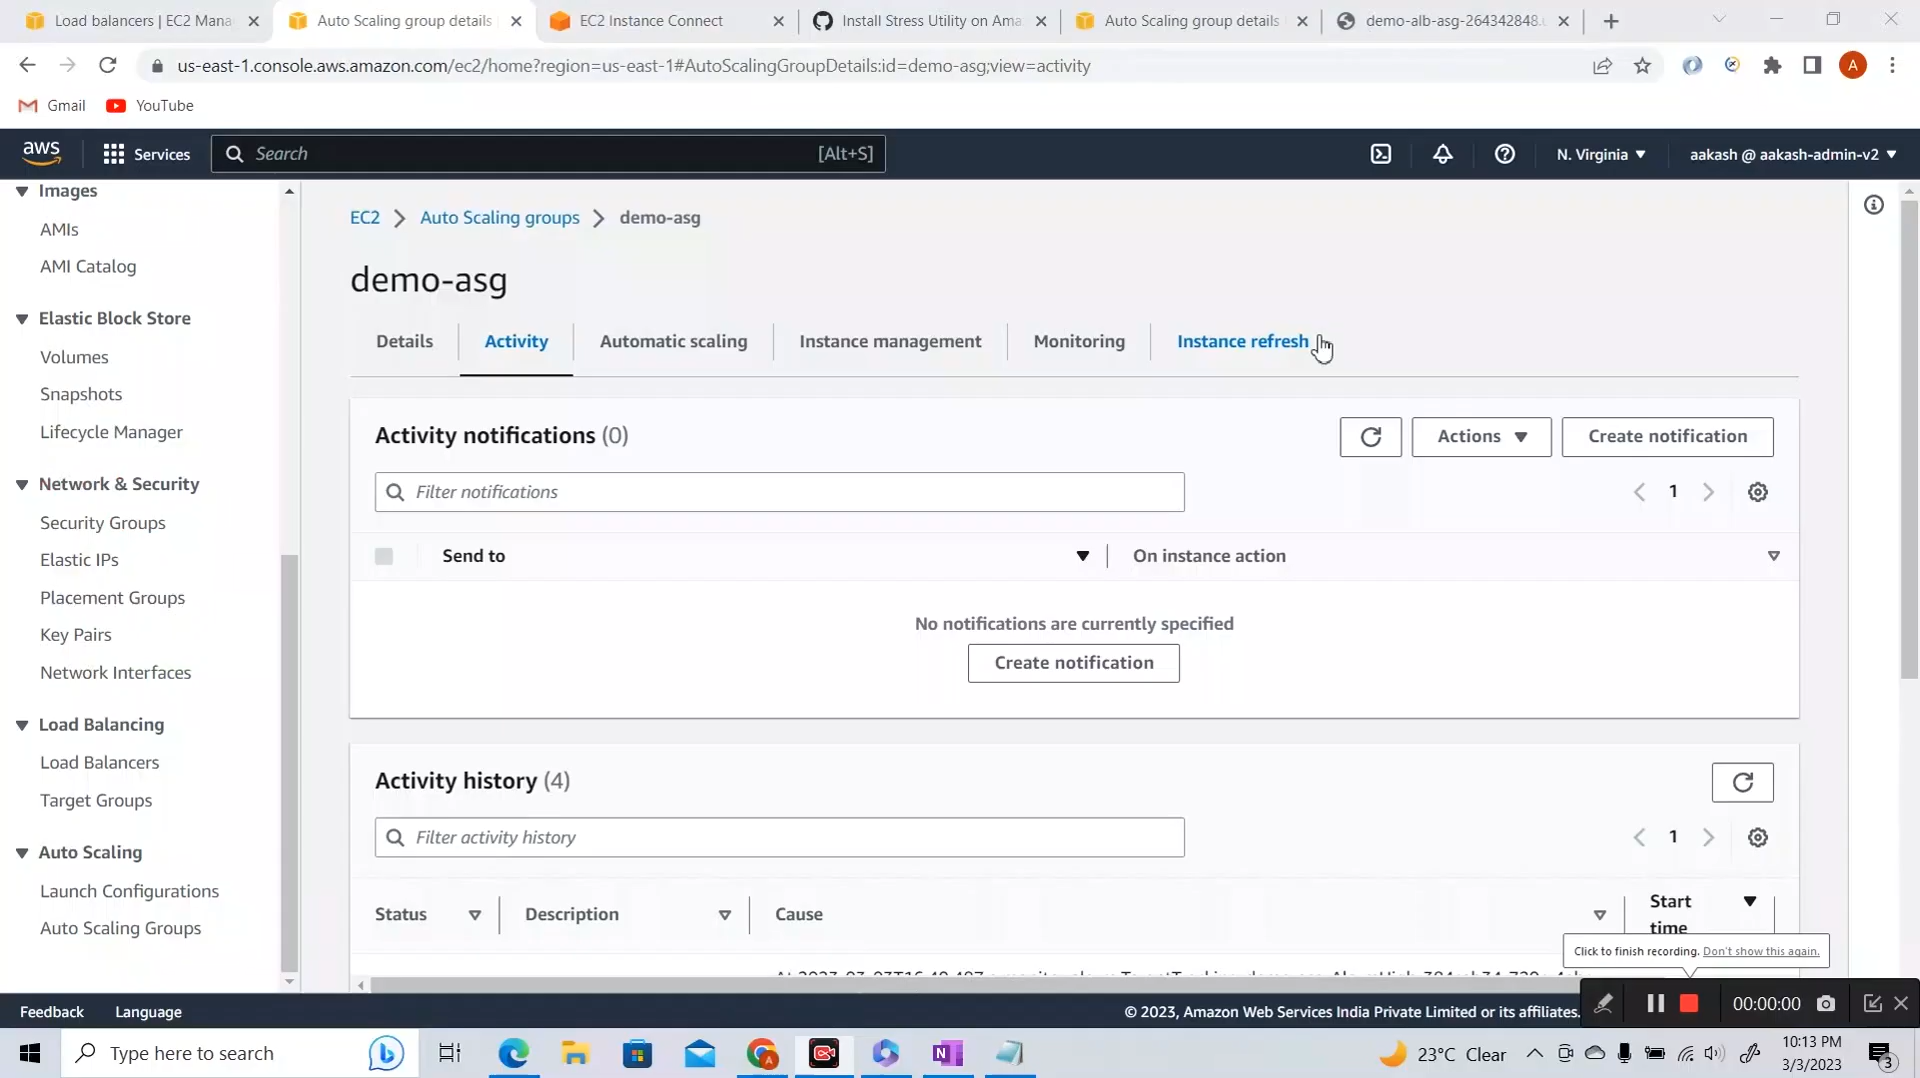 Load balancers | EC2 Mana
Auto Scaling group details
EC2 Instance Connect
Install Stress Utility on Ama
Auto Scaling group details
demo-alb-asg-264342848.u
us-east-1.console.aws.amazon.com/ec2/home?region=us-east-1#AutoScalingGroupDetails:id=demo-asg;view=activity
A
Gmail
YouTube
aws
Services
Search
[Alt+S]
N. Virginia
aakash @ aakash-admin-v2
Images
AMIs
AMI Catalog
Elastic Block Store
Volumes
Snapshots
Lifecycle Manager
Network & Security
Security Groups
Elastic IPs
Placement Groups
Key Pairs
Network Interfaces
Load Balancing
Load Balancers
Target Groups
Auto Scaling
Launch Configurations
Auto Scaling Groups
EC2 > Auto Scaling groups > demo-asg
demo-asg
Details
Activity
Automatic scaling
Instance management
Monitoring
Instance refresh
Activity notifications (0)
Actions
Create notification
Filter notifications
1
Send to
On instance action
No notifications are currently specified
Create notification
Activity history (4)
Filter activity history
1
Status
Description
Cause
Start
time
Click to finish recording. Don't show this again.
00:00:00
Feedback
Language
© 2023, Amazon Web Services India Private Limited or its affiliates.
Type here to search
23°C Clear
10:13 PM
3/3/2023
3